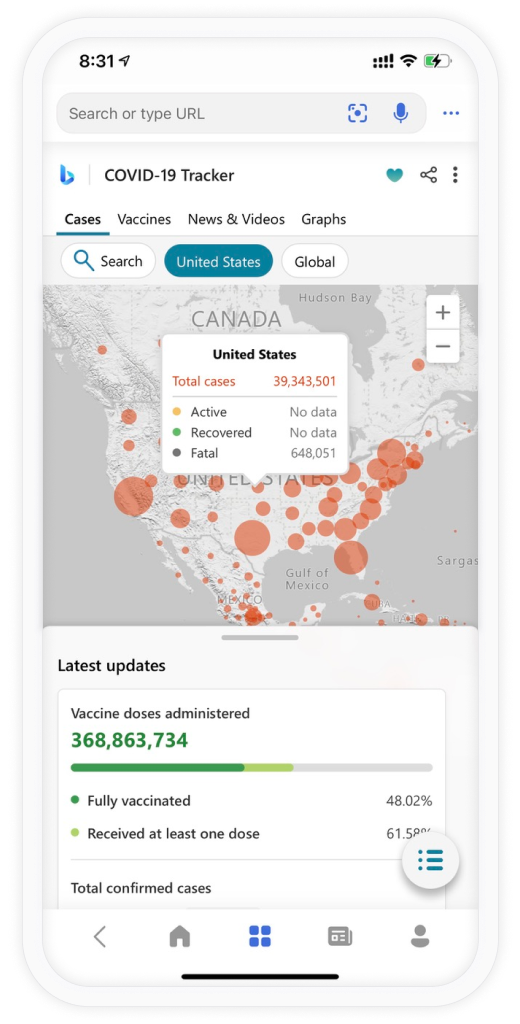 8:31
Search or type URL
COVID-19 Tracker
Cases Vaccines News & Videos Graphs
Search United States Global
Hudson Bay
CANADA
United States
Total cases 39,343,501
Active No data
Recovered No data
Fatal 648,051
UNITED STATES
Sargas
Gulf of
Mexico
MEXICO
Latest updates
Vaccine doses administered
368,863,734
Fully vaccinated 48.02%
Received at least one dose 61.58%
Total confirmed cases